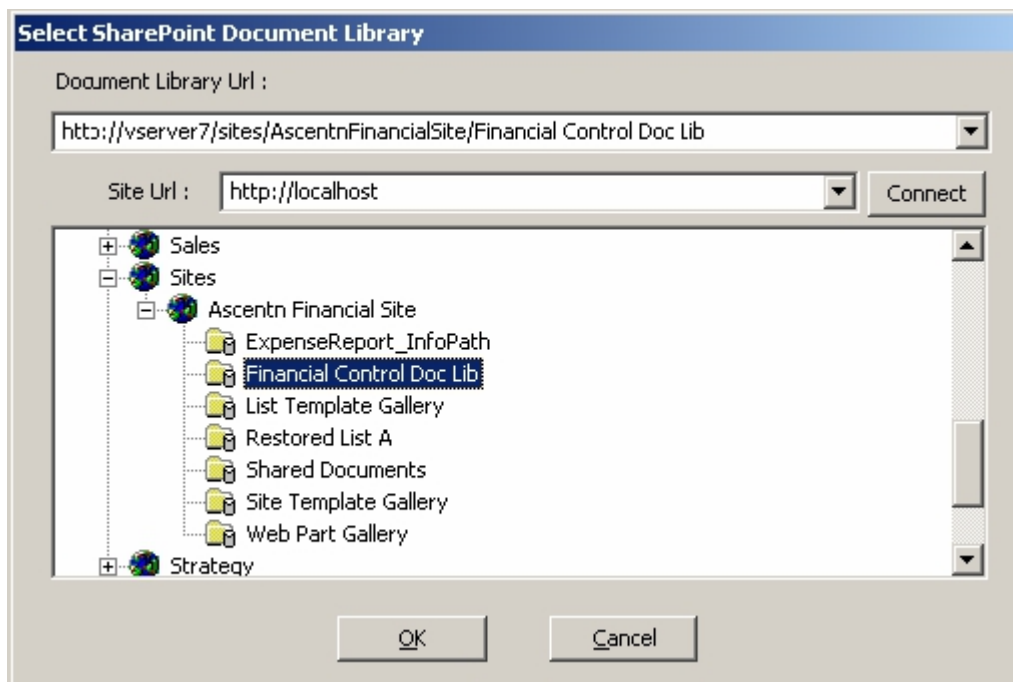 Select SharePoint Document Library
Document Library Url :
http://vserver7/sites/AscentnFinancialSite/Financial Control Doc Lib
Site Url : http://localhost Connect
Sales
Sites
Ascentn Financial Site
ExpenseReport_InfoPath
Financial Control Doc Lib
List Template Gallery
Restored List A
Shared Documents
Site Template Gallery
Web Part Gallery
Strategy
OK Cancel